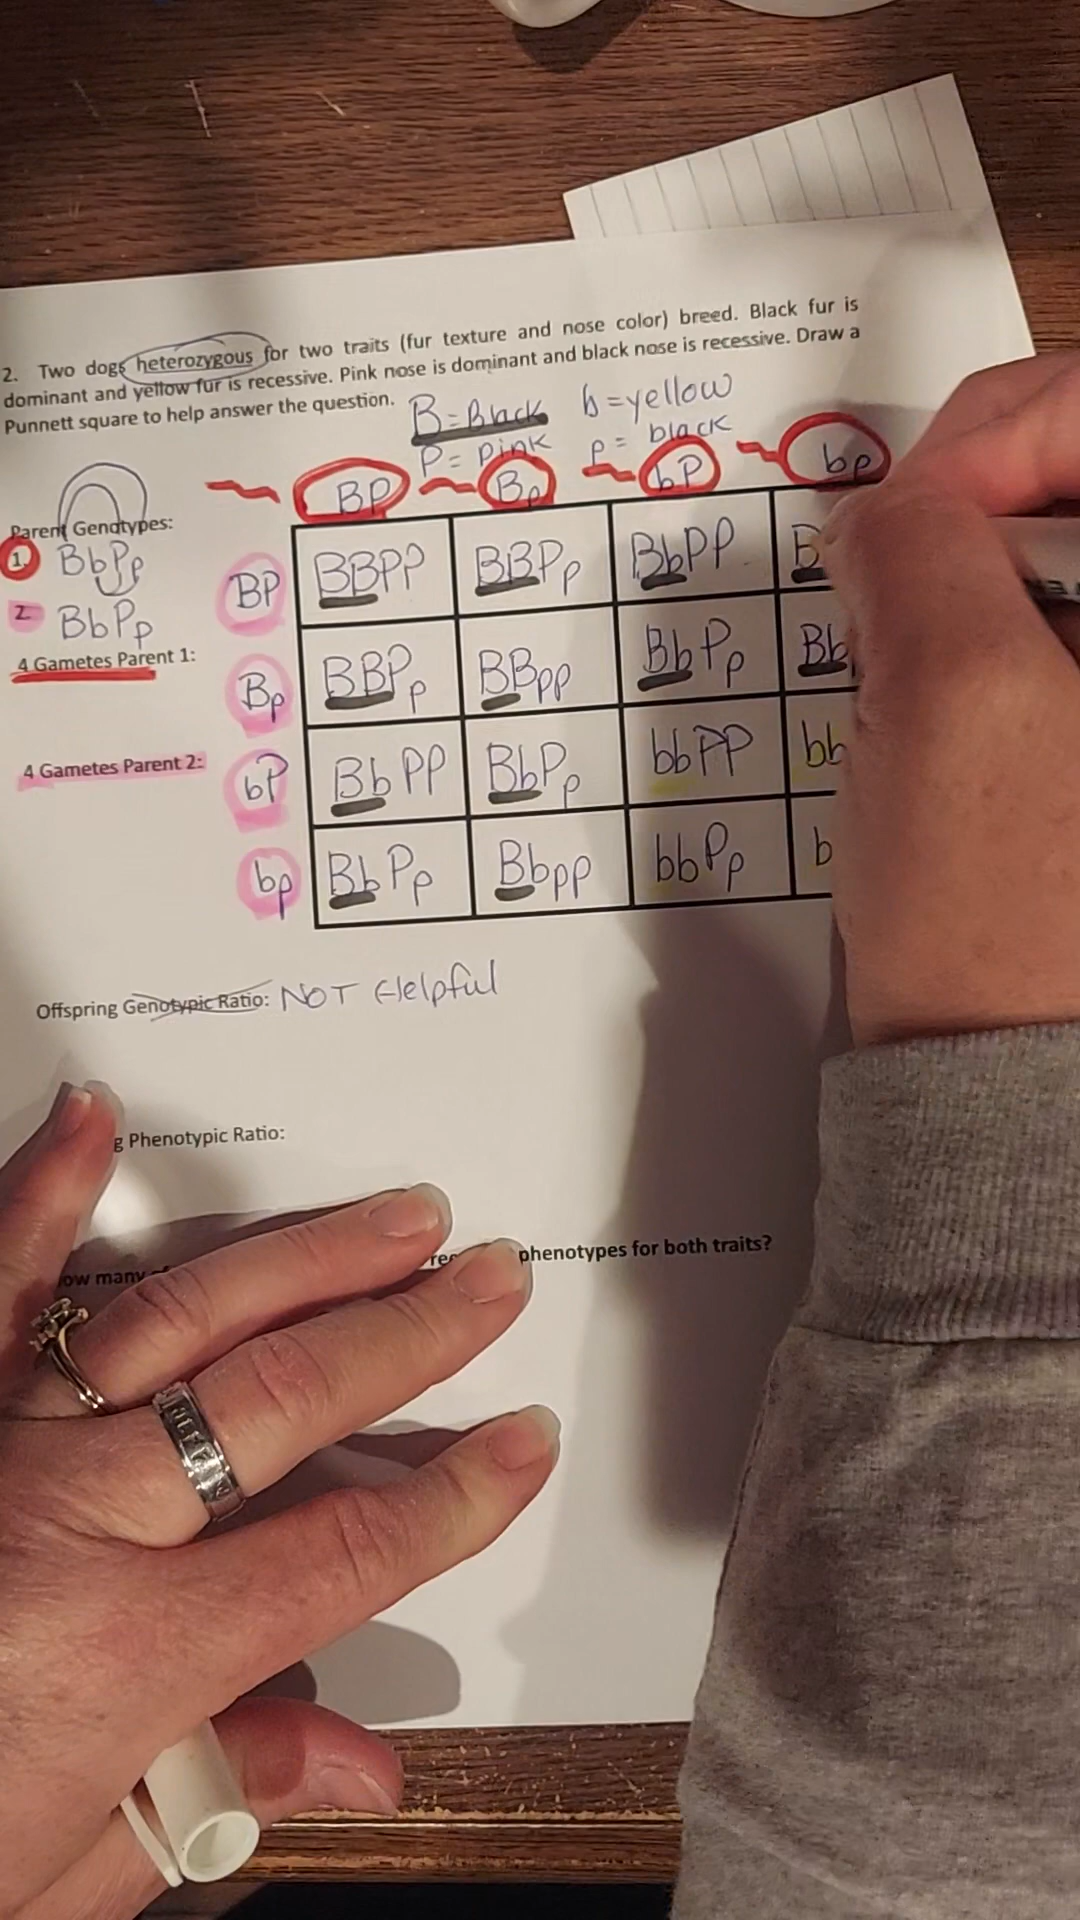 2. Two dogs heterozygous for two traits (fur texture and nose color) breed. Black fur is
dominant and yellow fur is recessive. Pink nose is dominant and black nose is recessive. Draw a
Punnett square to help answer the question.
B = Black b = yellow
P = pink p = black
BP Bp bP bp
Parent Genotypes:
1. BbPp
2 BbPp
4 Gametes Parent 1:
4 Gametes Parent 2:
BP BBPP BBPp BbPP B
Bp BBPp BBpp BbPp Bb
bP BbPP BbPp bbPP bb
bp BbPp Bbpp bbPp b
Offspring Genotypic Ratio: NOT Helpful
g Phenotypic Ratio:
ow many phenotypes for both traits?